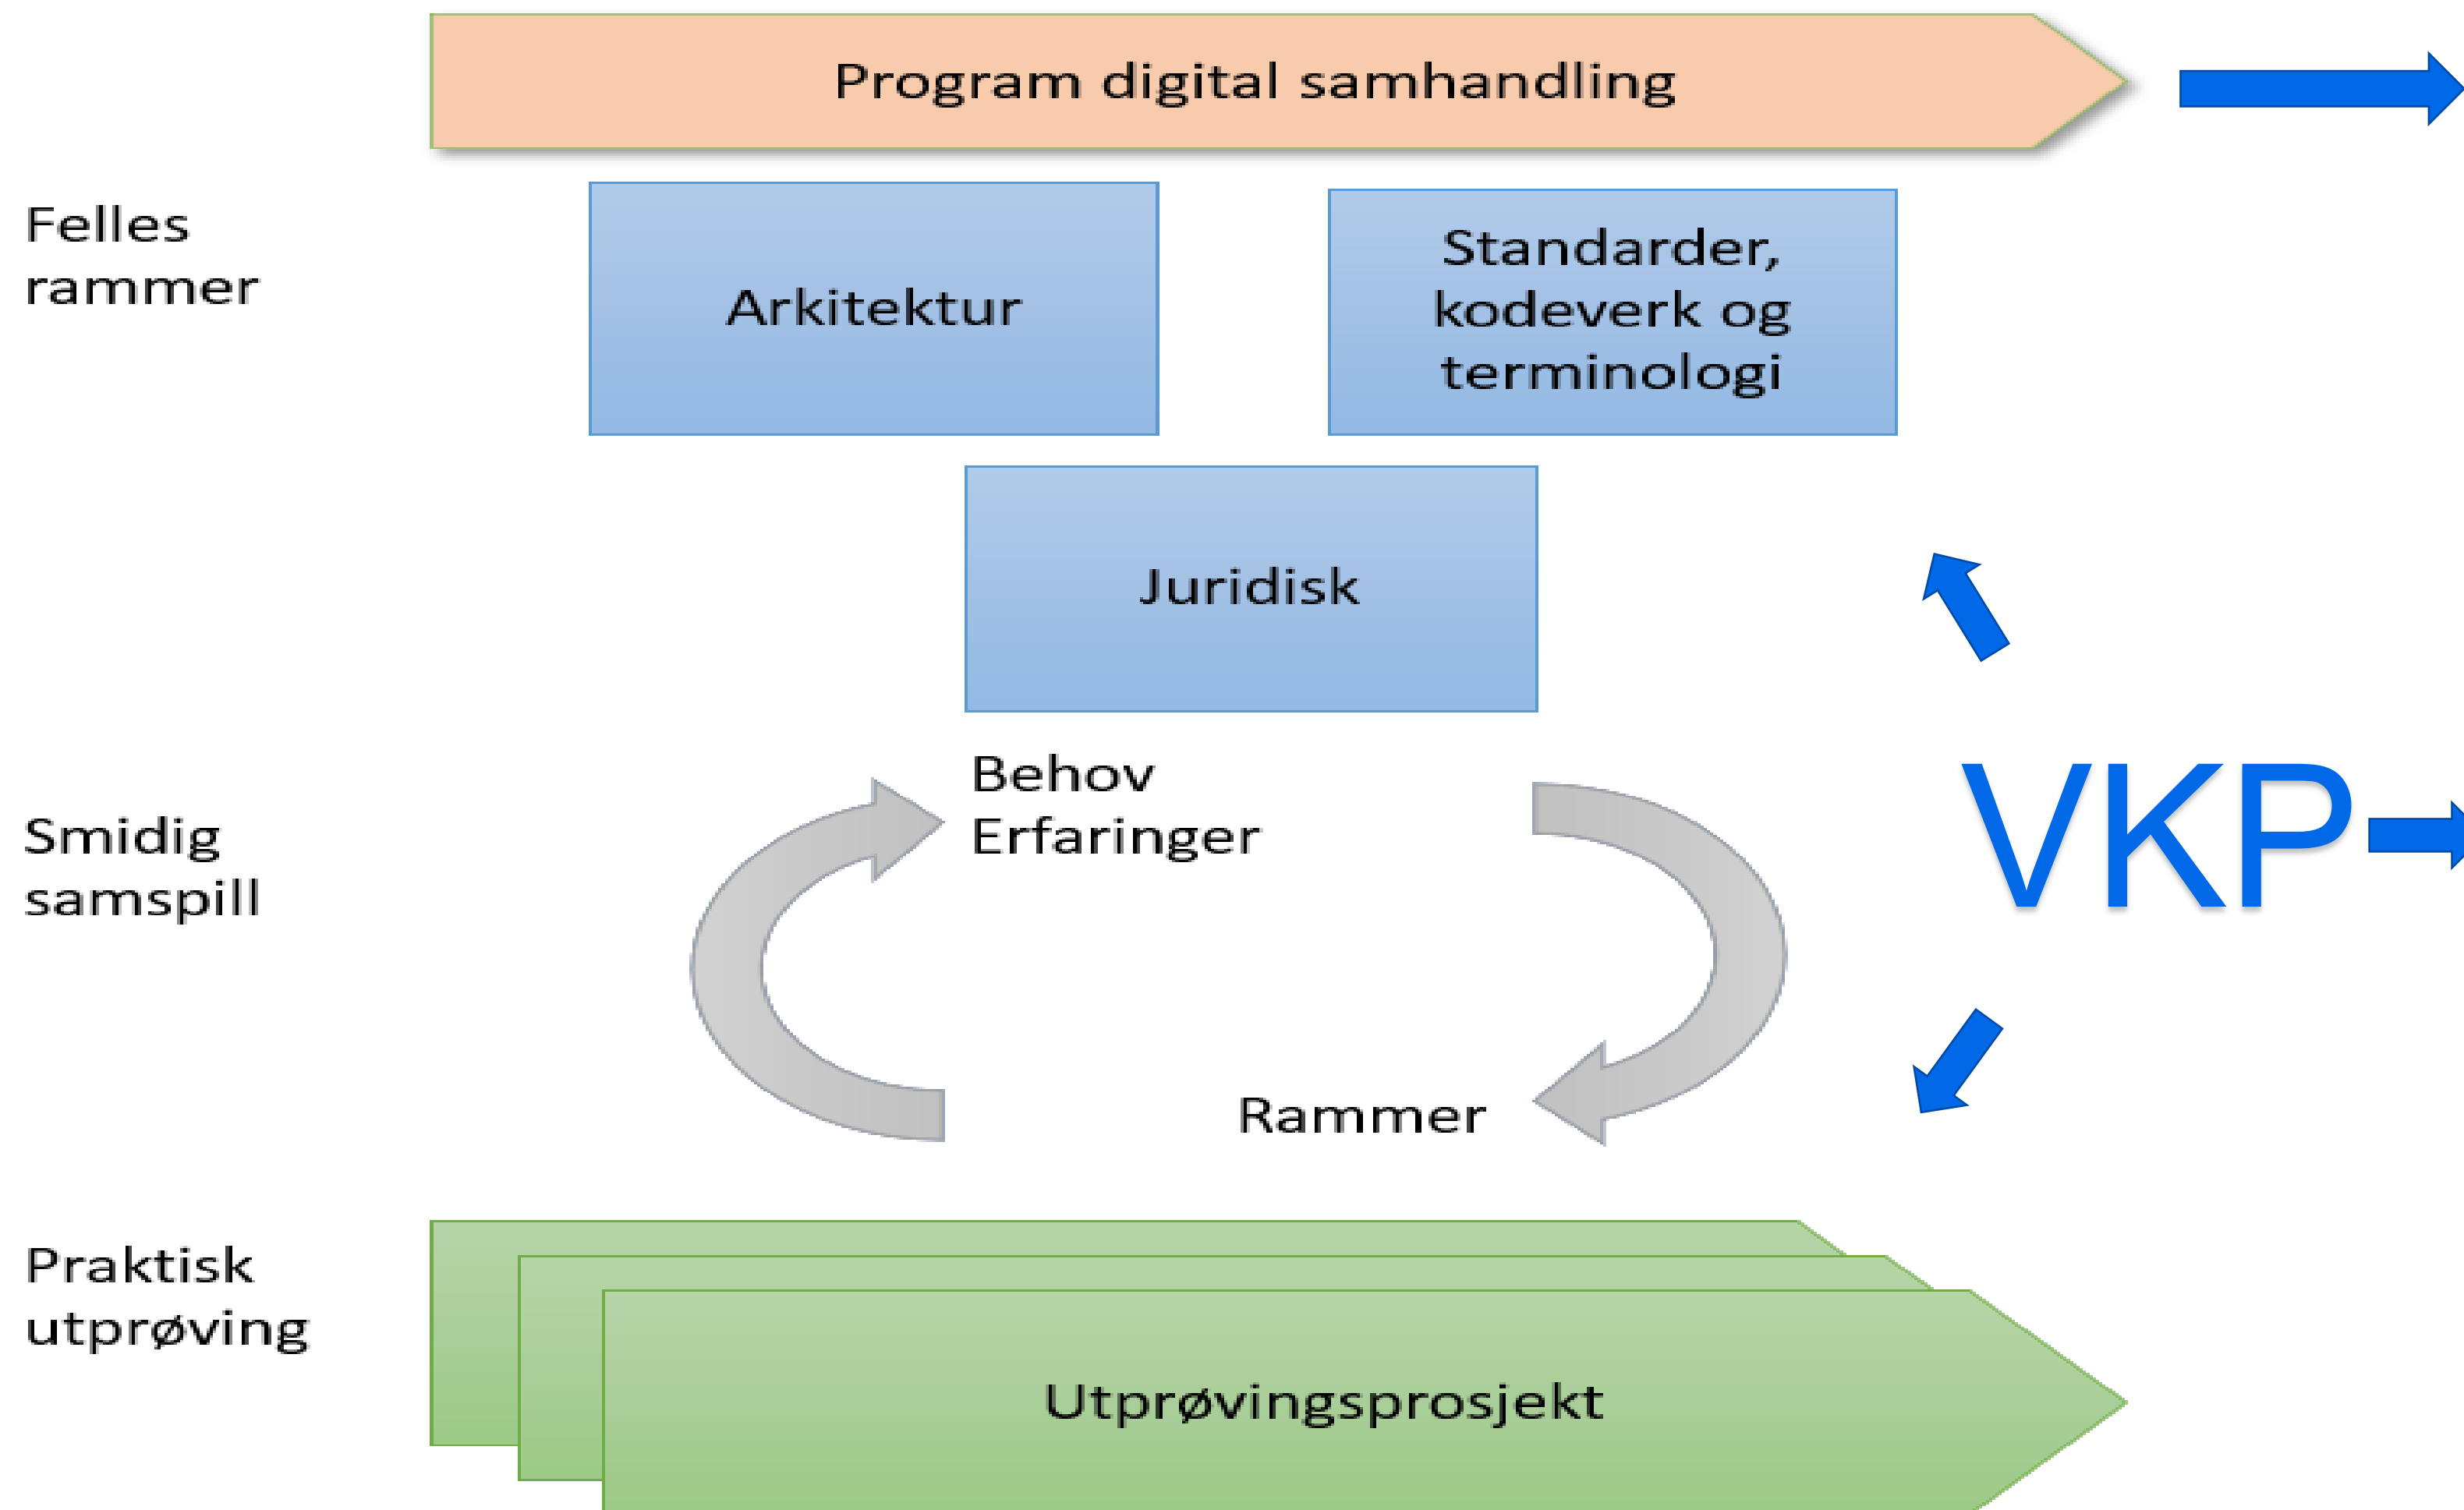 Program digital samhandling
Felles
rammer
Arkitektur
Standarder,
kodeverk og
terminologi
Juridisk
Smidig
samspill
Behov
Erfaringer
VKP
Rammer
Praktisk
utprøving
Utprøvingsprosjekt